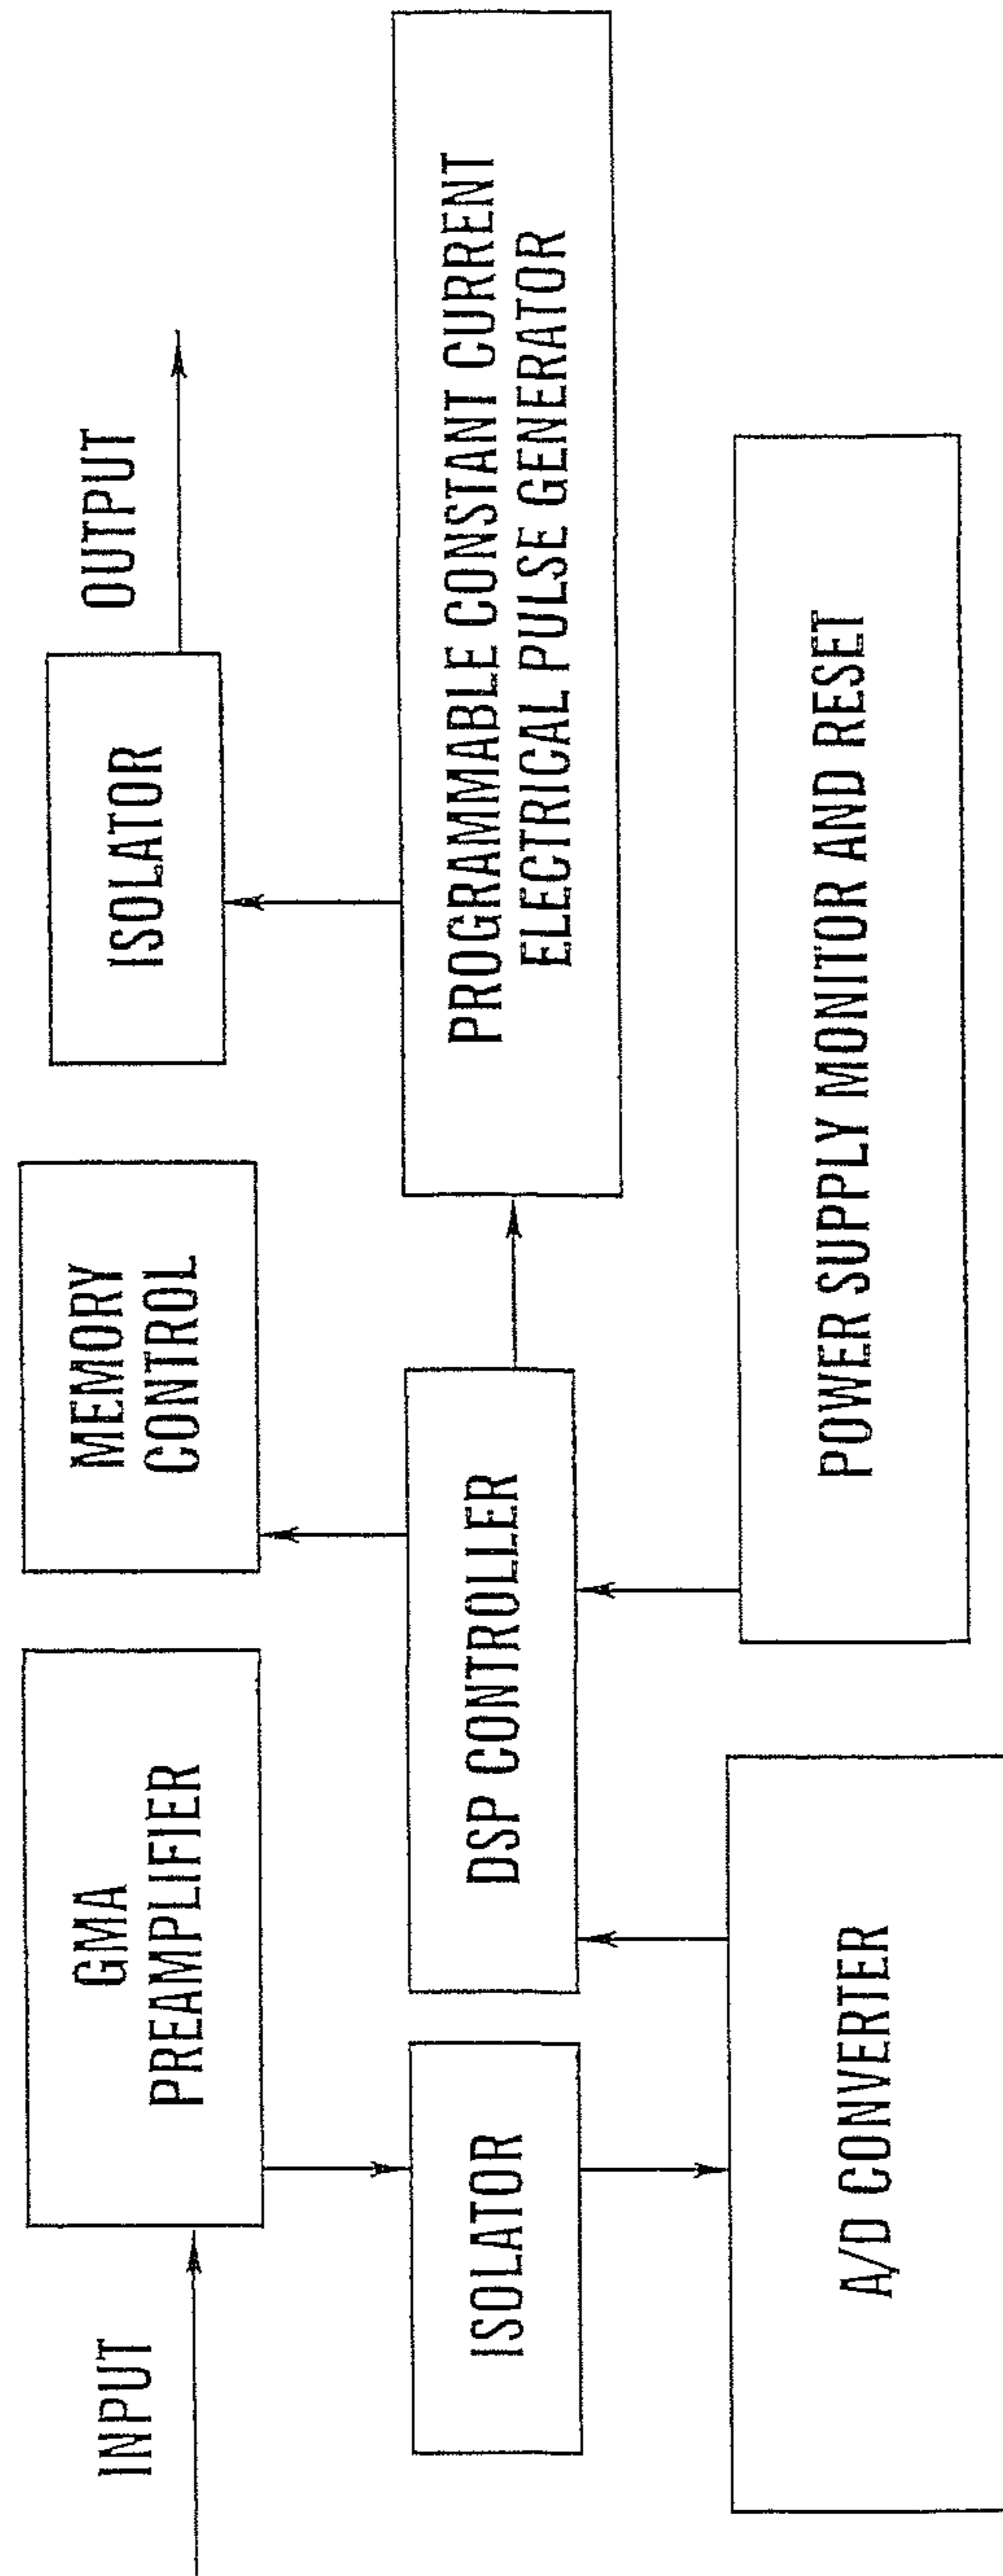 INPUT
GMA
PREAMPLIFIER
MEMORY
CONTROL
ISOLATOR
OUTPUT
ISOLATOR
DSP CONTROLLER
PROGRAMMABLE CONSTANT CURRENT
ELECTRICAL PULSE GENERATOR
A/D CONVERTER
POWER SUPPLY MONITOR AND RESET